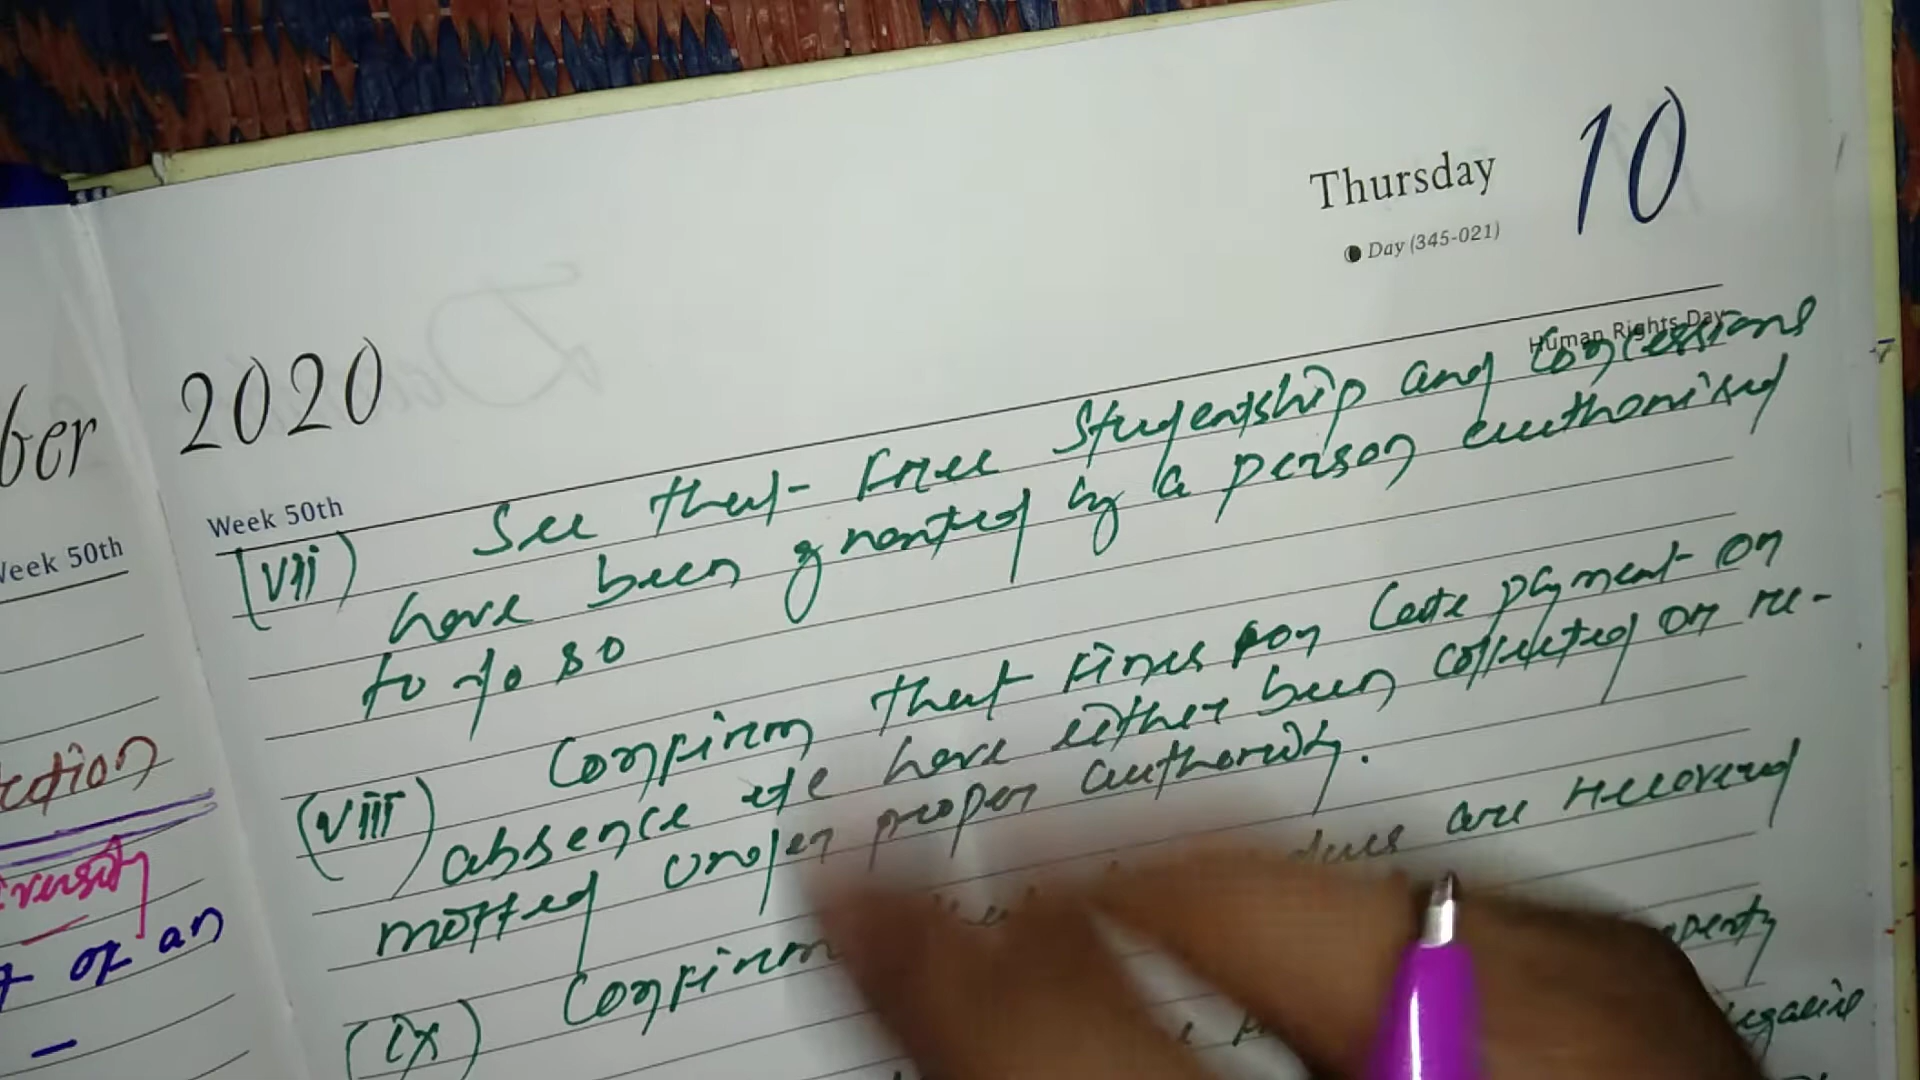 Thursday 10
Day (345-021)
Human Rights Day
ber 2020
Week 50th
Week 50th
(vii) See that- Free studentship and concessions
have been granted by a person authorised
to do so
(viii) Confirm that fines for late payment or
absence etc have either been collected or re-
motted under proper authority.
(ix) Confirm dues are recovered
perty
ction
versity
of an